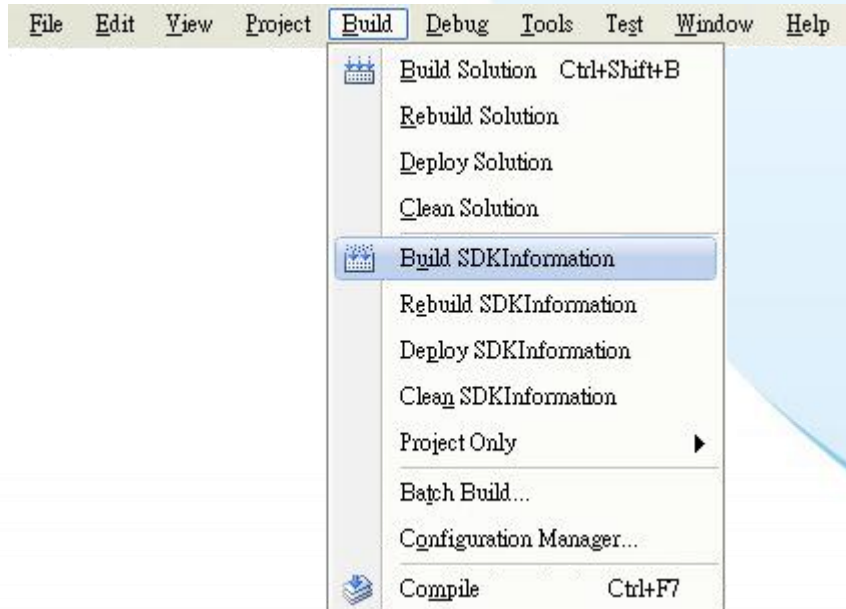 File Edit View Project Build Debug Tools Test Window Help
Build Solution Ctrl+Shift+B
Rebuild Solution
Deploy Solution
Clean Solution
Build SDKInformation
Rebuild SDKInformation
Deploy SDKInformation
Clean SDKInformation
Project Only
Batch Build...
Configuration Manager...
Compile Ctrl+F7